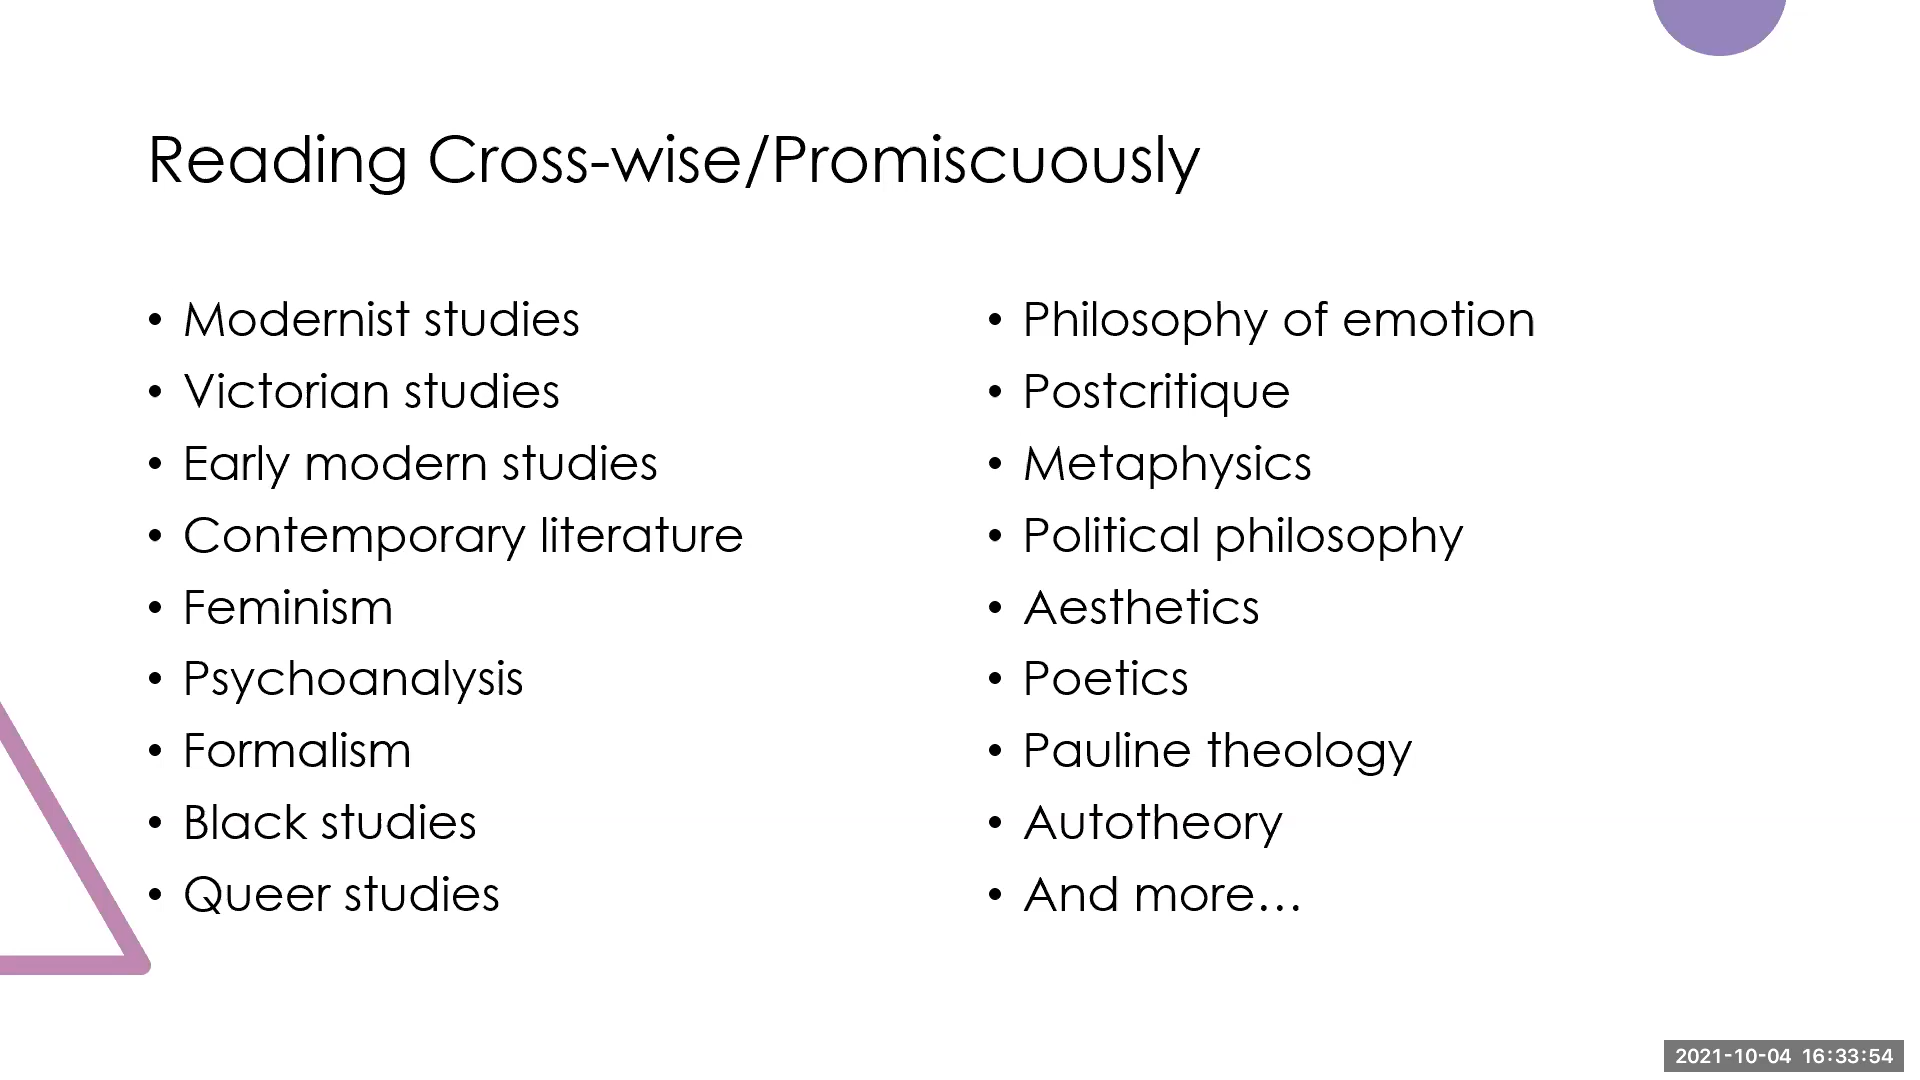 Reading Cross-wise/Promiscuously
• Modernist studies
• Victorian studies
• Early modern studies
• Contemporary literature
• Feminism
• Psychoanalysis
• Formalism
• Black studies
• Queer studies
• Philosophy of emotion
• Postcritique
• Metaphysics
• Political philosophy
• Aesthetics
• Poetics
• Pauline theology
• Autotheory
• And more…
2021-10-04 16:33:54